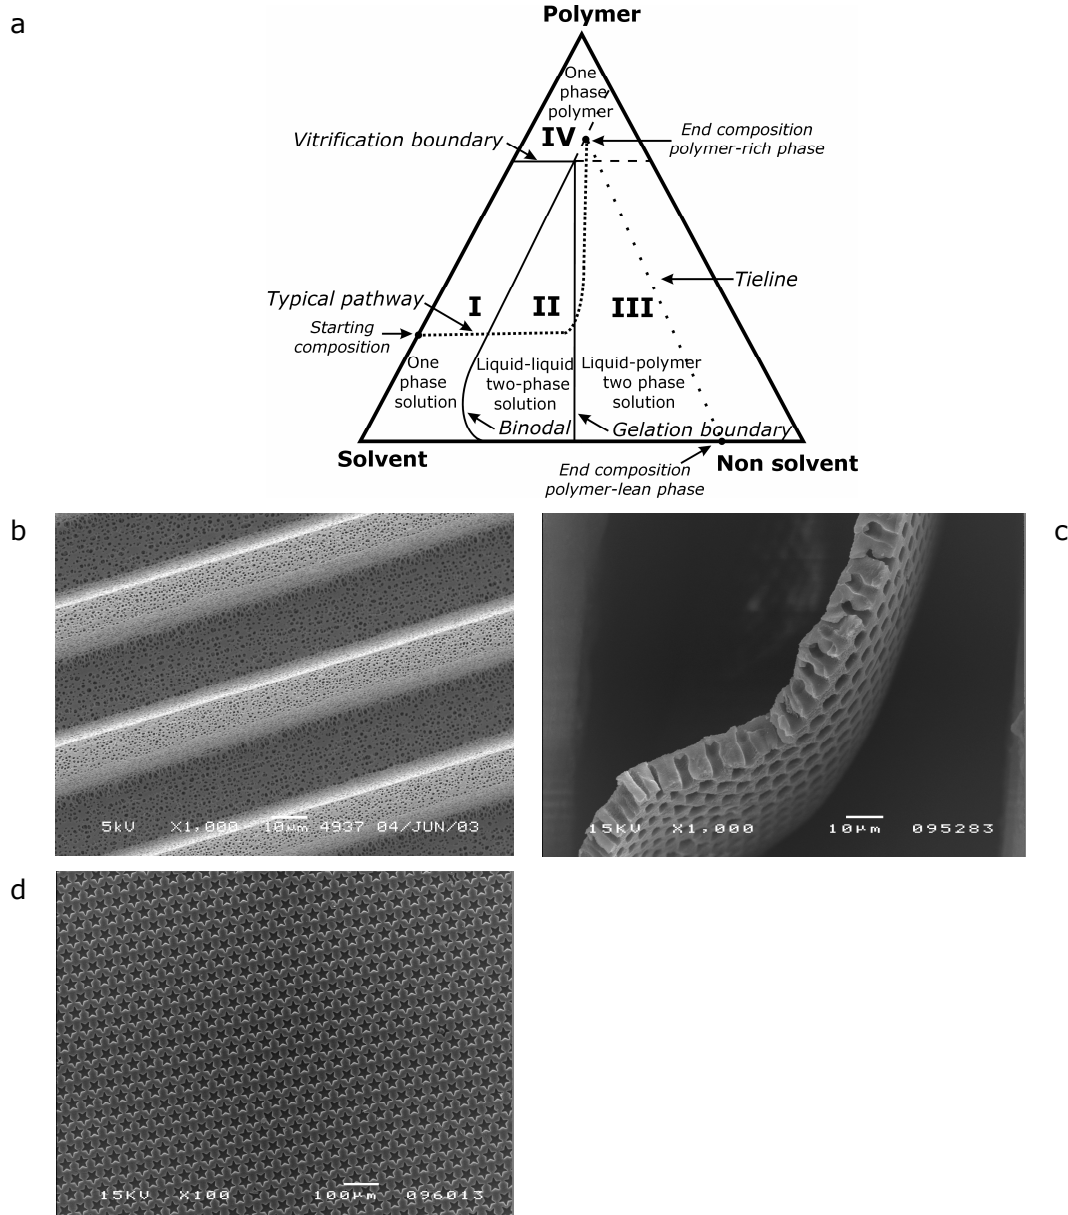 a
Polymer
One
phase
polymer
IV
Vitrification boundary
End composition
polymer-rich phase
Tieline
Typical pathway
I
II
III
Starting
composition
One
phase
solution
Liquid-liquid
two-phase
solution
Liquid-polymer
two phase
solution
Binodal
Gelation boundary
Solvent
End composition
polymer-lean phase
Non solvent
b
5kV X1,000 10µm 4937 04/JUN/03
c
15KV X1,000 10µm 095283
d
15KV X100 100µm 096013